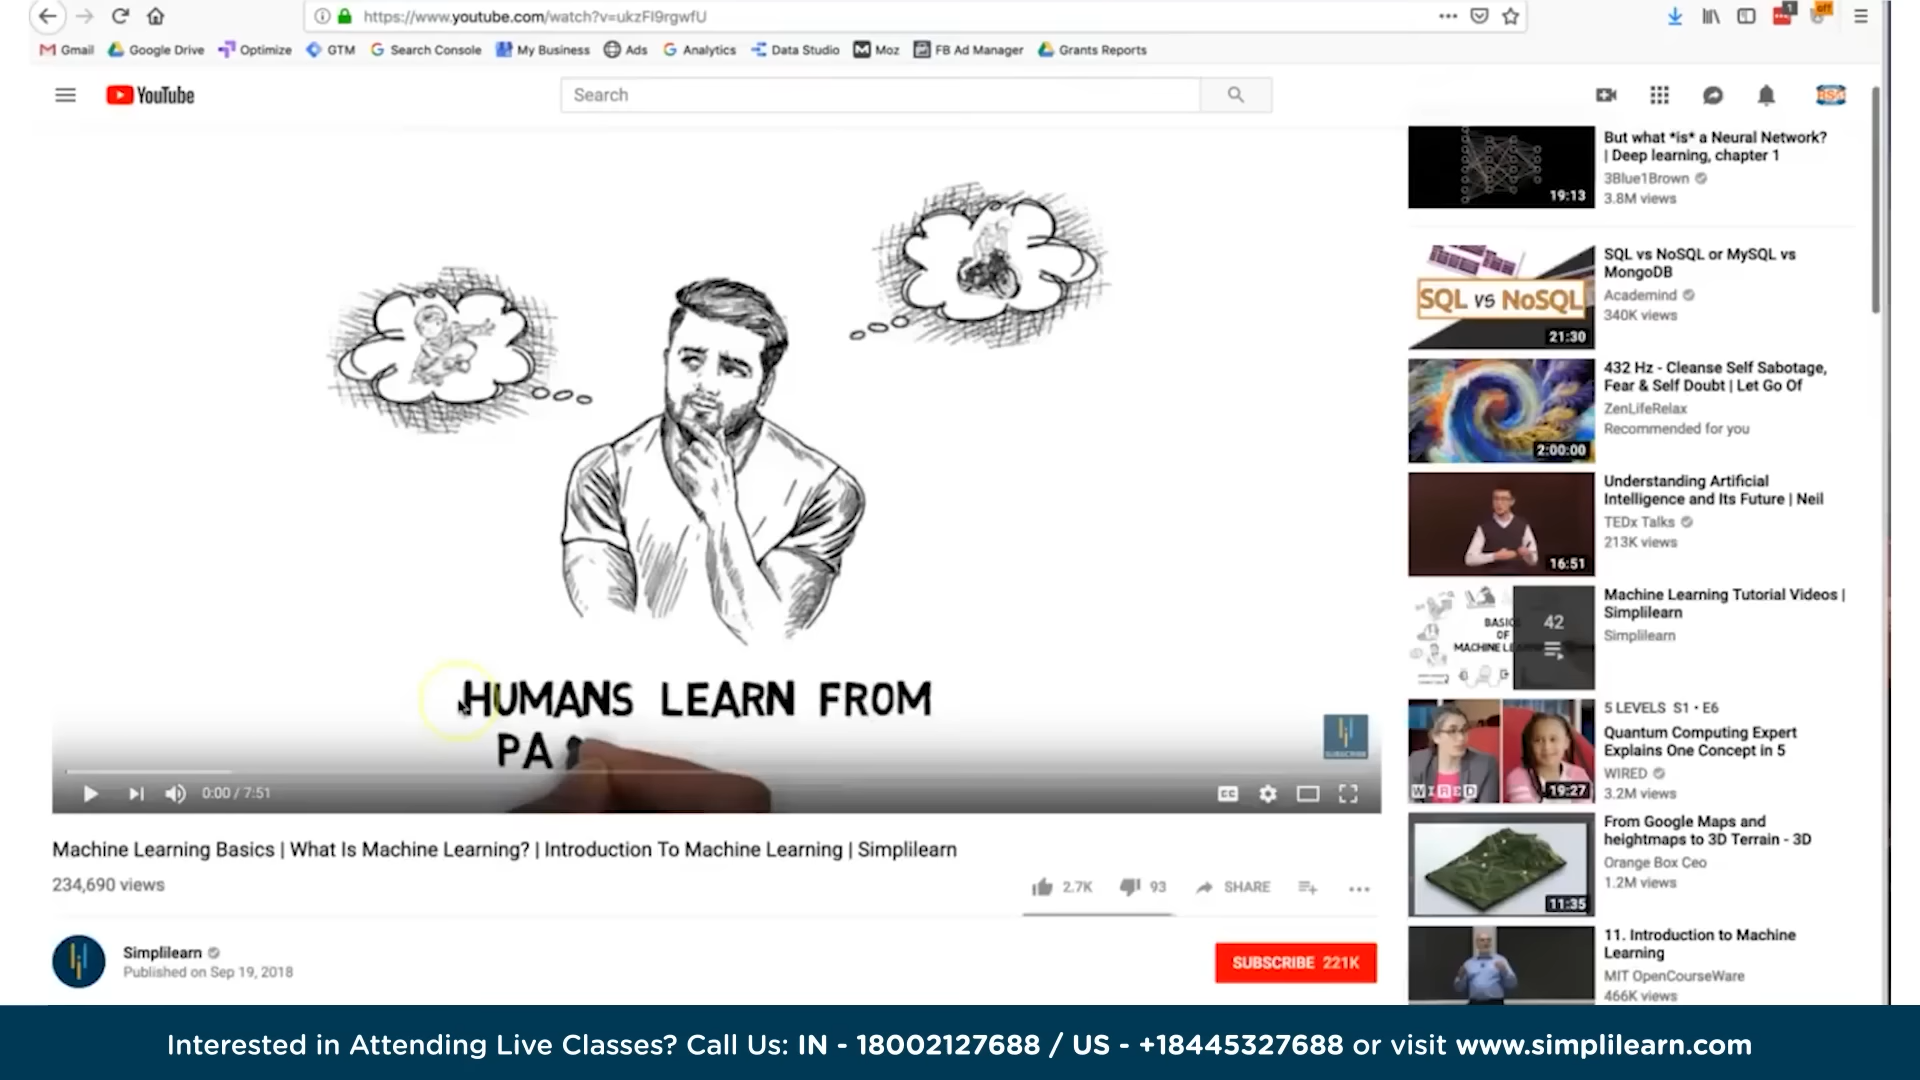 https://www.youtube.com/watch?v=ukzFI9rgwfU
1
off
Gmail Google Drive Optimize GTM Search Console My Business Ads Analytics Data Studio Moz FB Ad Manager Grants Reports
YouTube
Search
HUMANS LEARN FROM
PA
0:00 / 7:51
CC
SUBSCRIBE
Machine Learning Basics | What Is Machine Learning? | Introduction To Machine Learning | Simplilearn
234,690 views
2.7K 93 SHARE
Simplilearn
Published on Sep 19, 2018
SUBSCRIBE 221K
19:13
But what *is* a Neural Network?
| Deep learning, chapter 1
3Blue1Brown
3.8M views
SQL vs NoSQL
21:30
SQL vs NoSQL or MySQL vs
MongoDB
Academind
340K views
2:00:00
432 Hz - Cleanse Self Sabotage,
Fear & Self Doubt | Let Go Of
ZenLifeRelax
Recommended for you
16:51
Understanding Artificial
Intelligence and Its Future | Neil
TEDx Talks
213K views
BASICS
OF
MACHINE LEARN
42
Machine Learning Tutorial Videos |
Simplilearn
WIRED
19:27
5 LEVELS S1 • E6
Quantum Computing Expert
Explains One Concept in 5
WIRED
3.2M views
11:35
From Google Maps and
heightmaps to 3D Terrain - 3D
Orange Box Ceo
1.2M views
11. Introduction to Machine
Learning
MIT OpenCourseWare
466K views
Interested in Attending Live Classes? Call Us: IN - 18002127688 / US - +18445327688 or visit www.simplilearn.com